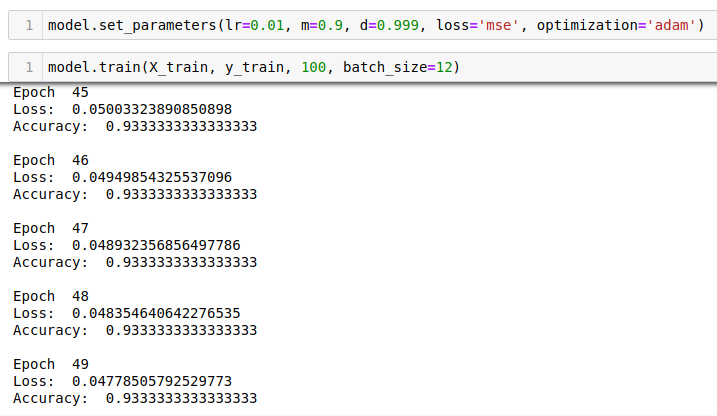 1 model.set_parameters(lr=0.01, m=0.9, d=0.999, loss='mse', optimization='adam')
1 model.train(X_train, y_train, 100, batch_size=12)
Epoch  45
Loss:  0.05003323890850898
Accuracy:  0.9333333333333333
Epoch  46
Loss:  0.04949854325537096
Accuracy:  0.9333333333333333
Epoch  47
Loss:  0.048932356856497786
Accuracy:  0.9333333333333333
Epoch  48
Loss:  0.048354640642276535
Accuracy:  0.9333333333333333
Epoch  49
Loss:  0.04778505792529773
Accuracy:  0.9333333333333333